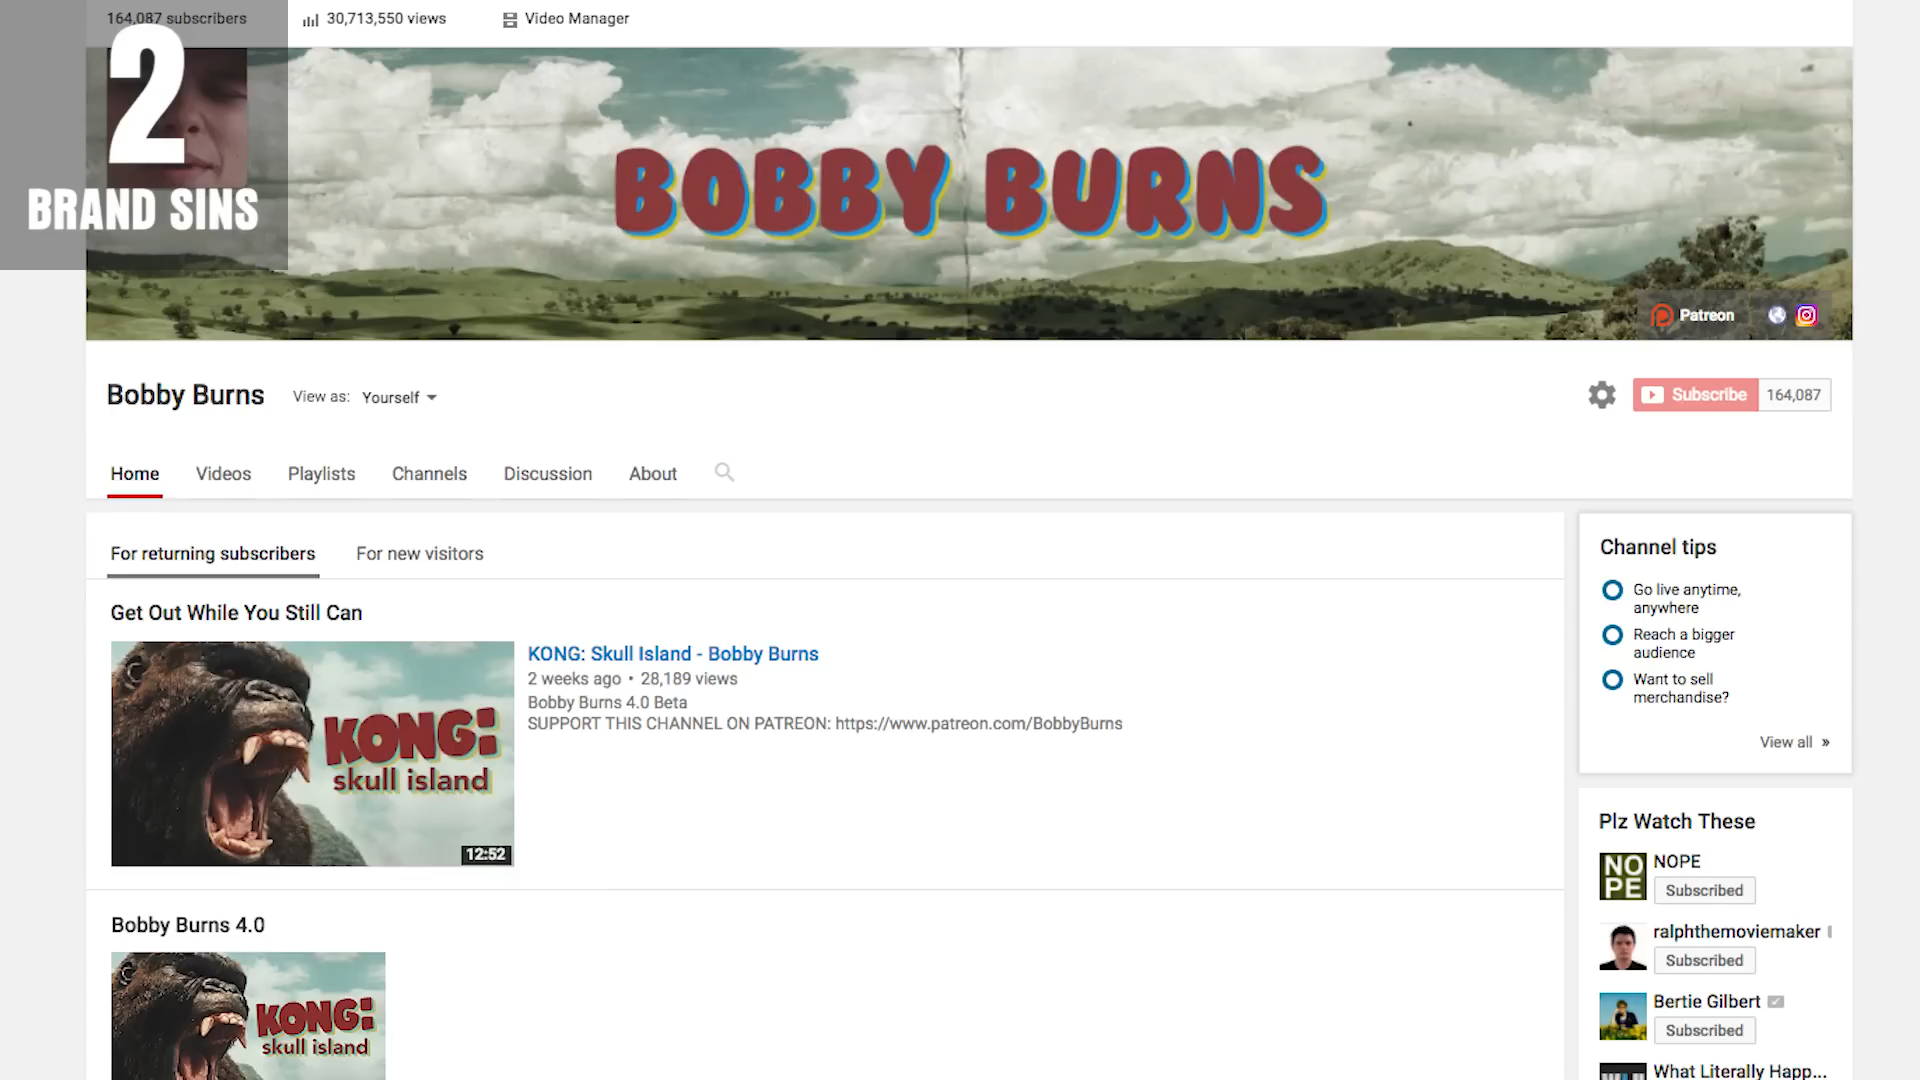 164,087 subscribers
30,713,550 views
Video Manager
2
BRAND SINS
BOBBY BURNS
Patreon
Bobby Burns
View as: Yourself
Subscribe 164,087
Home
Videos
Playlists
Channels
Discussion
About
For returning subscribers
For new visitors
Get Out While You Still Can
KONG:
skull island
12:52
KONG: Skull Island - Bobby Burns
2 weeks ago • 28,189 views
Bobby Burns 4.0 Beta
SUPPORT THIS CHANNEL ON PATREON: https://www.patreon.com/BobbyBurns
Bobby Burns 4.0
KONG:
skull island
Channel tips
Go live anytime,
anywhere
Reach a bigger
audience
Want to sell
merchandise?
View all »
Plz Watch These
NO
PE
NOPE
Subscribed
ralphthemoviemaker
Subscribed
Bertie Gilbert
Subscribed
What Literally Happ...